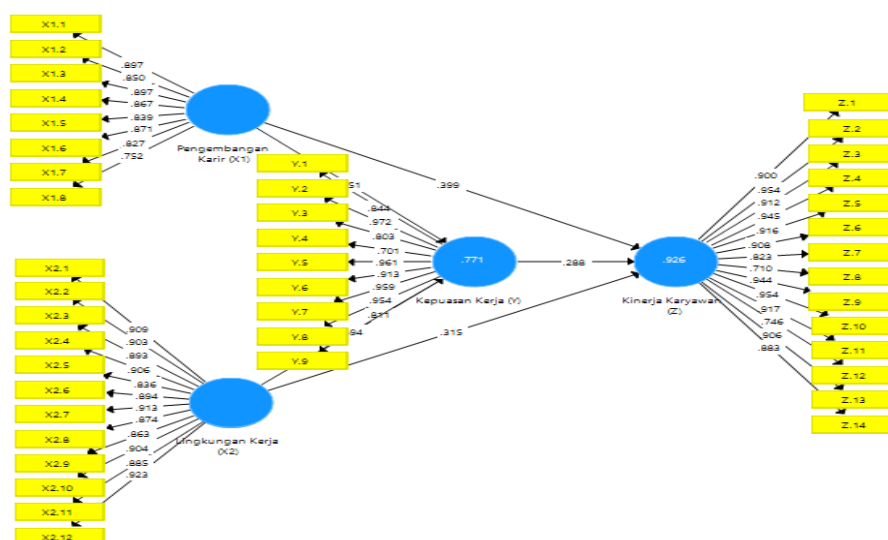 X1.1
X1.2
X1.3
X1.4
X1.5
X1.6
X1.7
X1.8
.897
.850
.897
.867
.839
.871
.827
.752
Pengembangan
Karir (X1)
X2.1
X2.2
X2.3
X2.4
X2.5
X2.6
X2.7
X2.8
X2.9
X2.10
X2.11
X2.12
.909
.903
.893
.906
.836
.894
.913
.874
.863
.904
.885
.923
Lingkungan Kerja
(X2)
Y.1
Y.2
Y.3
Y.4
Y.5
Y.6
Y.7
Y.8
Y.9
.844
.972
.803
.701
.961
.913
.959
.954
.811
.771
Kepuasan Kerja (Y)
.399
.288
.315
.926
Kinerja Karyawan
(Z)
.900
.954
.912
.945
.916
.908
.823
.710
.944
.954
.917
.746
.906
.883
Z.1
Z.2
Z.3
Z.4
Z.5
Z.6
Z.7
Z.8
Z.9
Z.10
Z.11
Z.12
Z.13
Z.14